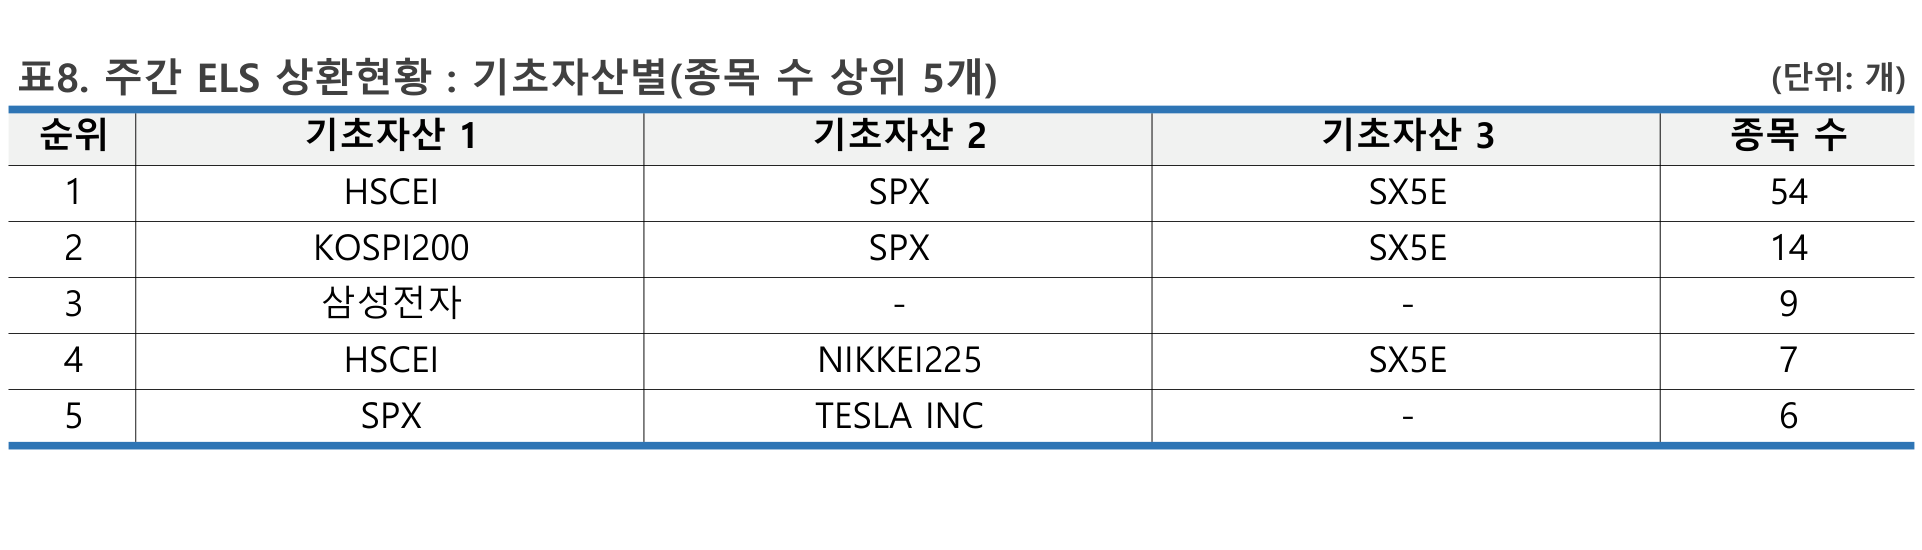 표8. 주간 ELS 상환현황 : 기초자산별(종목 수 상위 5개) (단위: 개)
순위 기초자산 1 기초자산 2 기초자산 3 종목 수
1 HSCEI SPX SX5E 54
2 KOSPI200 SPX SX5E 14
3 삼성전자 - - 9
4 HSCEI NIKKEI225 SX5E 7
5 SPX TESLA INC - 6